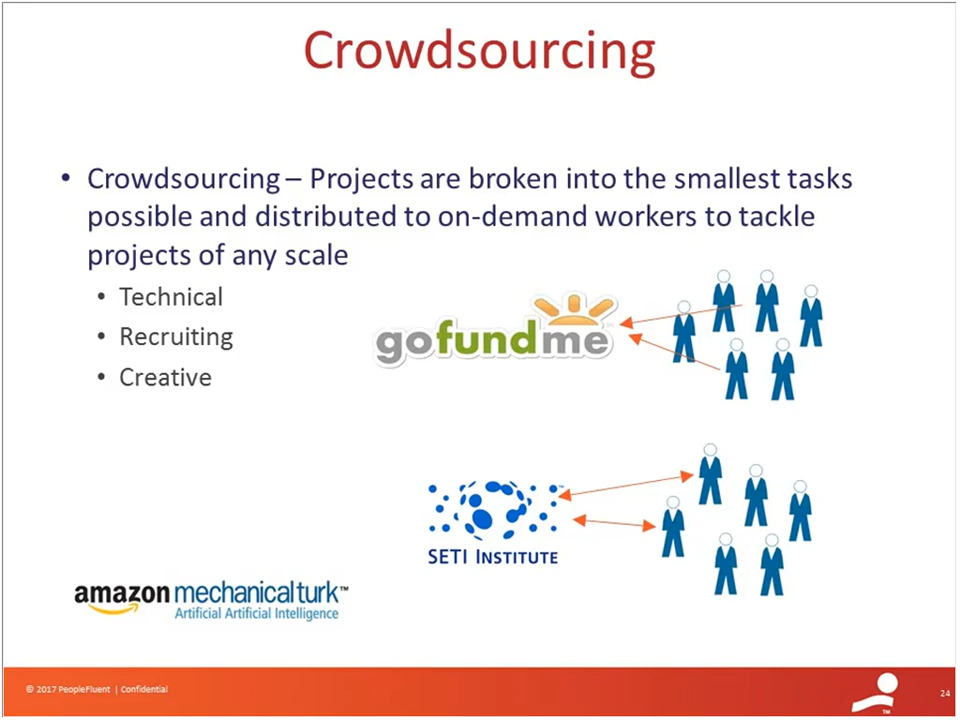 Crowdsourcing
• Crowdsourcing – Projects are broken into the smallest tasks
possible and distributed to on-demand workers to tackle
projects of any scale
• Technical
• Recruiting
• Creative
gofundme
SETI INSTITUTE
amazon mechanical turk™
Artificial Artificial Intelligence
© 2017 PeopleFluent | Confidential
™
24